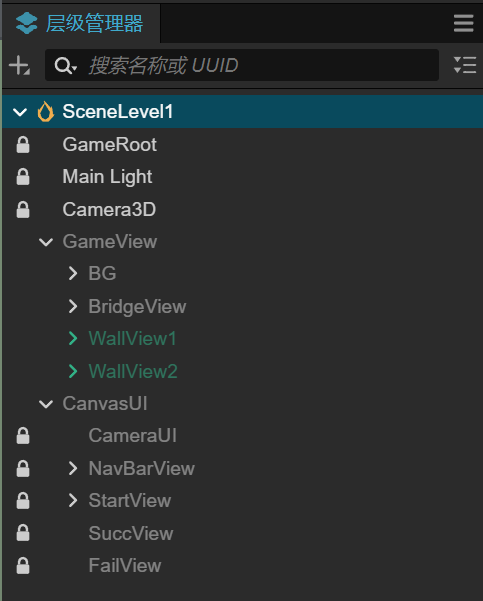 层级管理器
搜索名称或 UUID
SceneLevel1
GameRoot
Main Light
Camera3D
GameView
BG
BridgeView
WallView1
WallView2
CanvasUI
CameraUI
NavBarView
StartView
SuccView
FailView